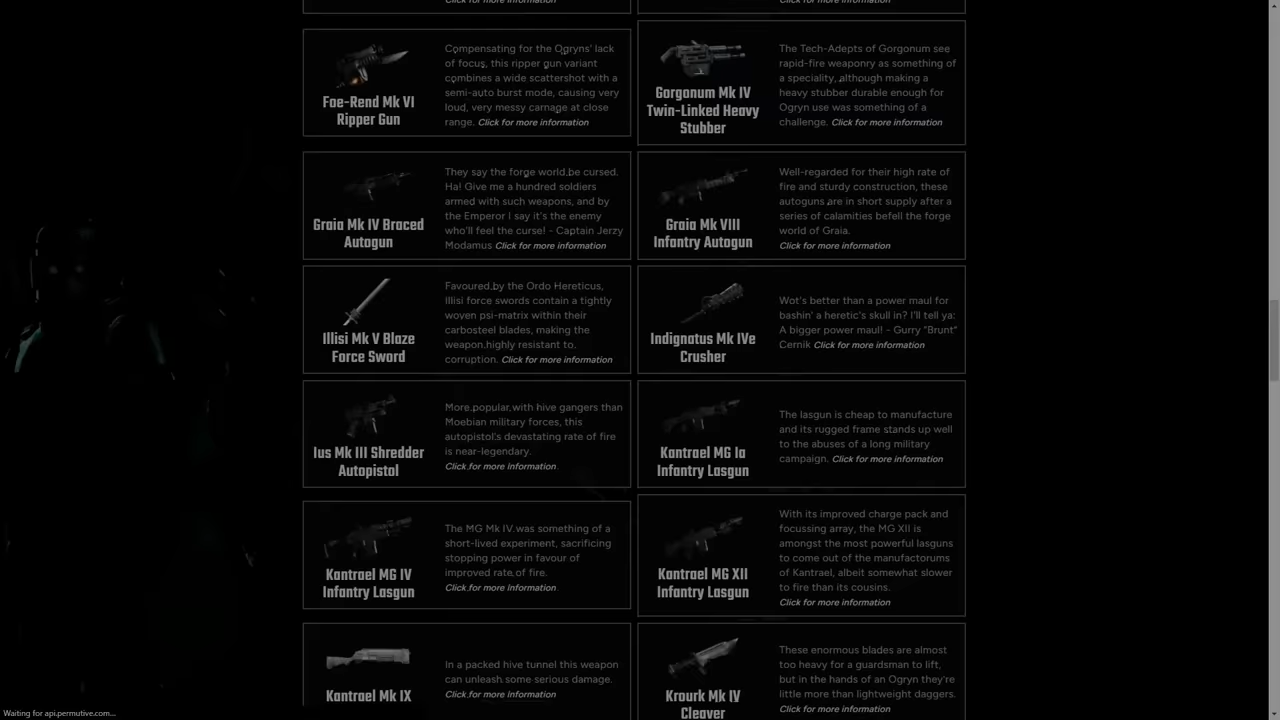 Click for more information
Click for more information
Foe-Rend Mk VI
Ripper Gun
Compensating for the Ogryns' lack
of focus, this ripper gun variant
combines a wide scattershot with a
semi-auto burst mode, causing very
loud, very messy carnage at close
range. Click for more information
Gorgonum Mk IV
Twin-Linked Heavy
Stubber
The Tech-Adepts of Gorgonum see
rapid-fire weaponry as something of
a speciality, although making a
heavy stubber durable enough for
Ogryn use was something of a
challenge. Click for more information
Graia Mk IV Braced
Autogun
They say the forge world be cursed.
Ha! Give me a hundred soldiers
armed with such weapons, and by
the Emperor I say it's the enemy
who'll feel the curse! - Captain Jerzy
Modamus Click for more information
Graia Mk VIII
Infantry Autogun
Well-regarded for their high rate of
fire and sturdy construction, these
autoguns are in short supply after a
series of calamities befell the forge
world of Graia.
Click for more information
Illisi Mk V Blaze
Force Sword
Favoured by the Ordo Hereticus,
Illisi force swords contain a tightly
woven psi-matrix within their
carbosteel blades, making the
weapon highly resistant to
corruption. Click for more information
Indignatus Mk IVe
Crusher
Wot's better than a power maul for
bashin' a heretic's skull in? I'll tell ya:
A bigger power maul! - Gurry "Brunt"
Cernik Click for more information
Ius Mk III Shredder
Autopistol
More popular with hive gangers than
Moebian military forces, this
autopistol's devastating rate of fire
is near-legendary.
Click for more information
Kantrael MG Ia
Infantry Lasgun
The lasgun is cheap to manufacture
and its rugged frame stands up well
to the abuses of a long military
campaign. Click for more information
Kantrael MG IV
Infantry Lasgun
The MG Mk IV was something of a
short-lived experiment, sacrificing
stopping power in favour of
improved rate of fire.
Click for more information
Kantrael MG XII
Infantry Lasgun
With its improved charge pack and
focussing array, the MG XII is
amongst the most powerful lasguns
to come out of the manufactorums
of Kantrael, albeit somewhat slower
to fire than its cousins.
Click for more information
Kantrael Mk IX
In a packed hive tunnel this weapon
can unleash some serious damage.
Click for more information
Krourk Mk IV
Cleaver
These enormous blades are almost
too heavy for a guardsman to lift,
but in the hands of an Ogryn they're
little more than lightweight daggers.
Click for more information
Waiting for api.permutive.com...